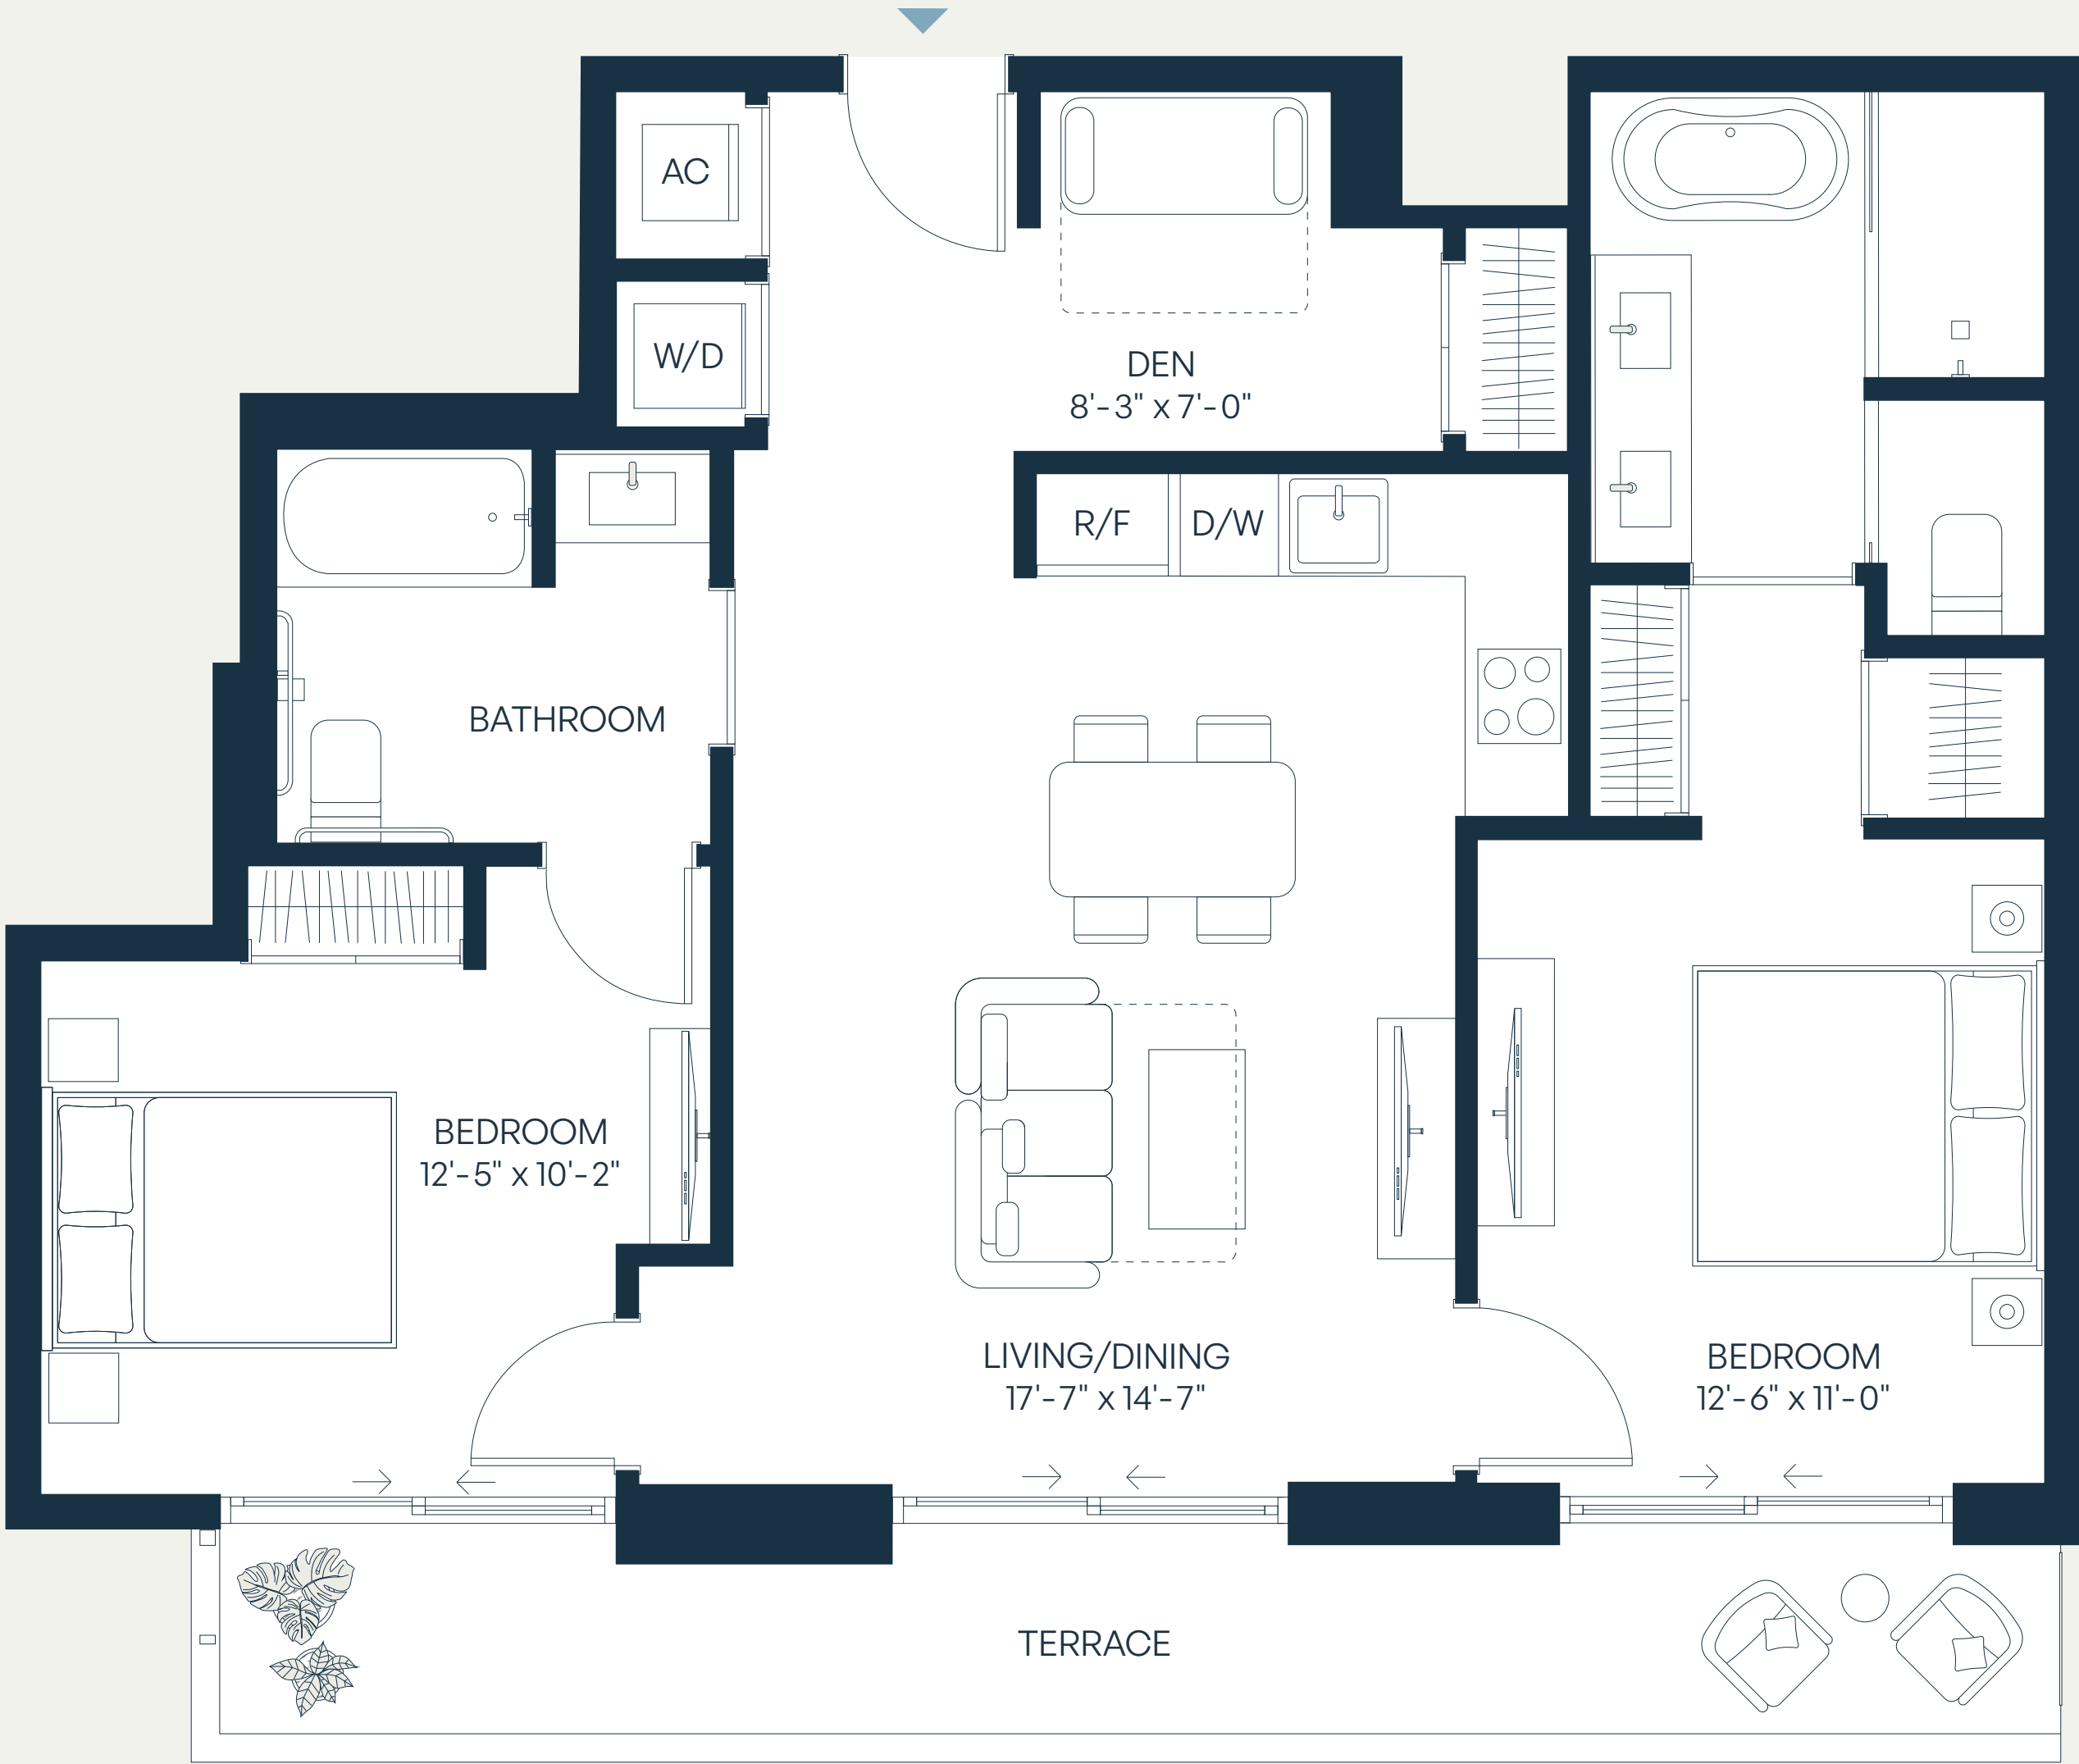 AC
W/D
DEN
8'-3" x 7'-0"
R/F
D/W
BATHROOM
BEDROOM
12'-5" x 10'-2"
LIVING/DINING
17'-7" x 14'-7"
BEDROOM
12'-6" x 11'-0"
TERRACE